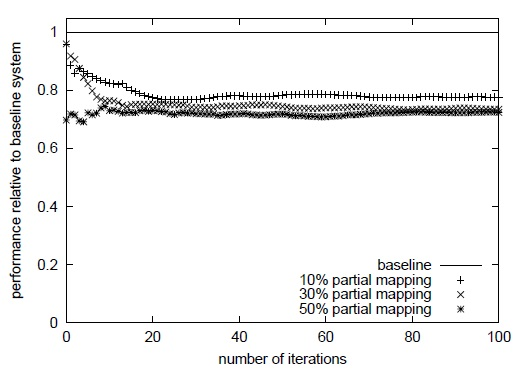 performance relative to baseline system
1
0.8
0.6
0.4
0.2
0
baseline
10% partial mapping
30% partial mapping
50% partial mapping
0 20 40 60 80 100
number of iterations